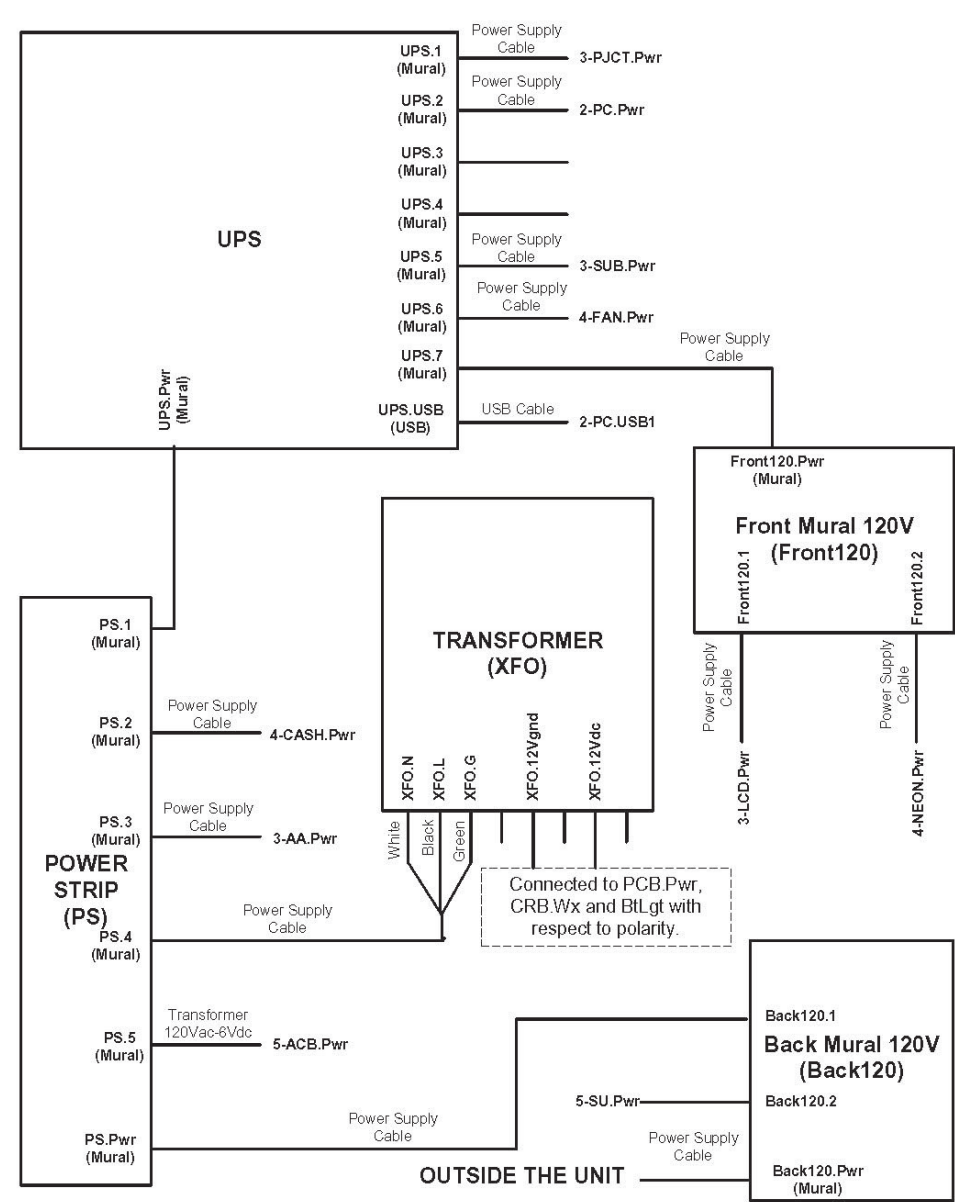 Power Supply
Cable
UPS.1
(Mural)
3-PJCT.Pwr
Power Supply
Cable
UPS.2
(Mural)
2-PC.Pwr
UPS.3
(Mural)
UPS.4
(Mural)
UPS
Power Supply
Cable
UPS.5
(Mural)
3-SUB.Pwr
Power Supply
Cable
UPS.6
(Mural)
4-FAN.Pwr
Power Supply
Cable
UPS.7
(Mural)
UPS.Pwr
(Mural)
UPS.USB
(USB)
USB Cable
2-PC.USB1
Front120.Pwr
(Mural)
Front Mural 120V
(Front120)
Front120.1
Front120.2
Power Supply
Cable
Power Supply
Cable
3-LCD.Pwr
4-NEON.Pwr
TRANSFORMER
(XFO)
XFO.N
XFO.L
XFO.G
XFO.12Vgnd
XFO.12Vdc
White
Black
Green
Connected to PCB.Pwr,
CRB.Wx and BtLgt with
respect to polarity.
PS.1
(Mural)
PS.2
(Mural)
Power Supply
Cable
4-CASH.Pwr
PS.3
(Mural)
Power Supply
Cable
3-AA.Pwr
POWER
STRIP
(PS)
PS.4
(Mural)
Power Supply
Cable
PS.5
(Mural)
Transformer
120Vac-6Vdc
5-ACB.Pwr
PS.Pwr
(Mural)
Power Supply
Cable
Back120.1
Back Mural 120V
(Back120)
5-SU.Pwr
Back120.2
Power Supply
Cable
OUTSIDE THE UNIT
Back120.Pwr
(Mural)